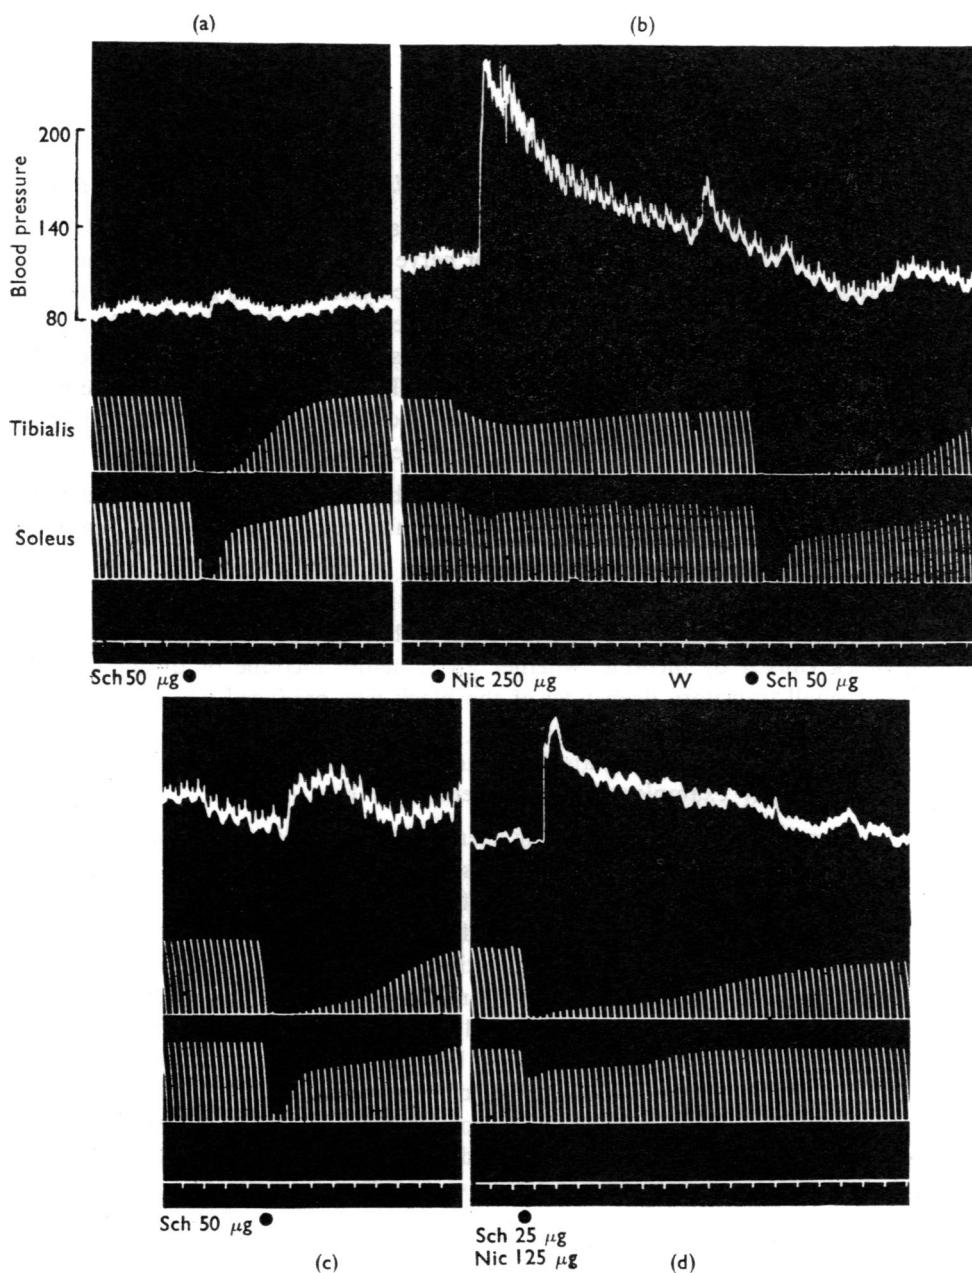 (a)
(b)
Blood pressure
200
140
80
Tibialis
Soleus
Sch 50 μg
Nic 250 μg
W
Sch 50 μg
Sch 50 μg
Sch 25 μg
Nic 125 μg
(c)
(d)